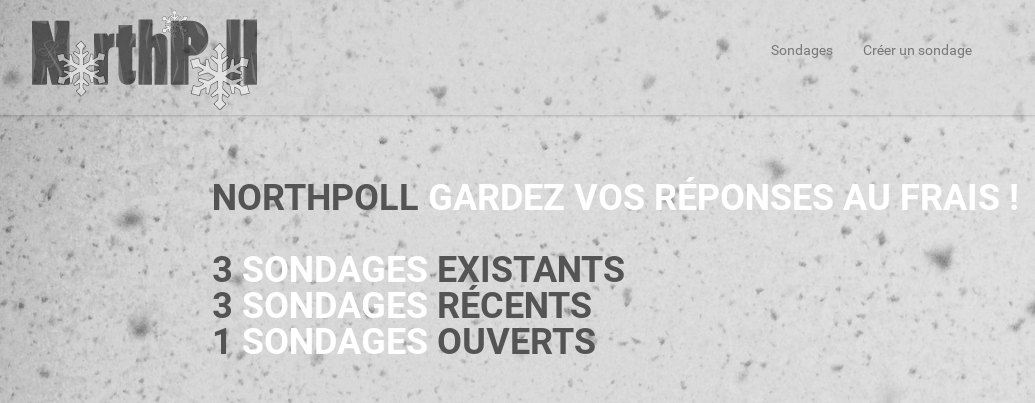 NorthPoll
Sondages
Créer un sondage
NORTHPOLL GARDEZ VOS RÉPONSES AU FRAIS !
3 SONDAGES EXISTANTS
3 SONDAGES RÉCENTS
1 SONDAGES OUVERTS